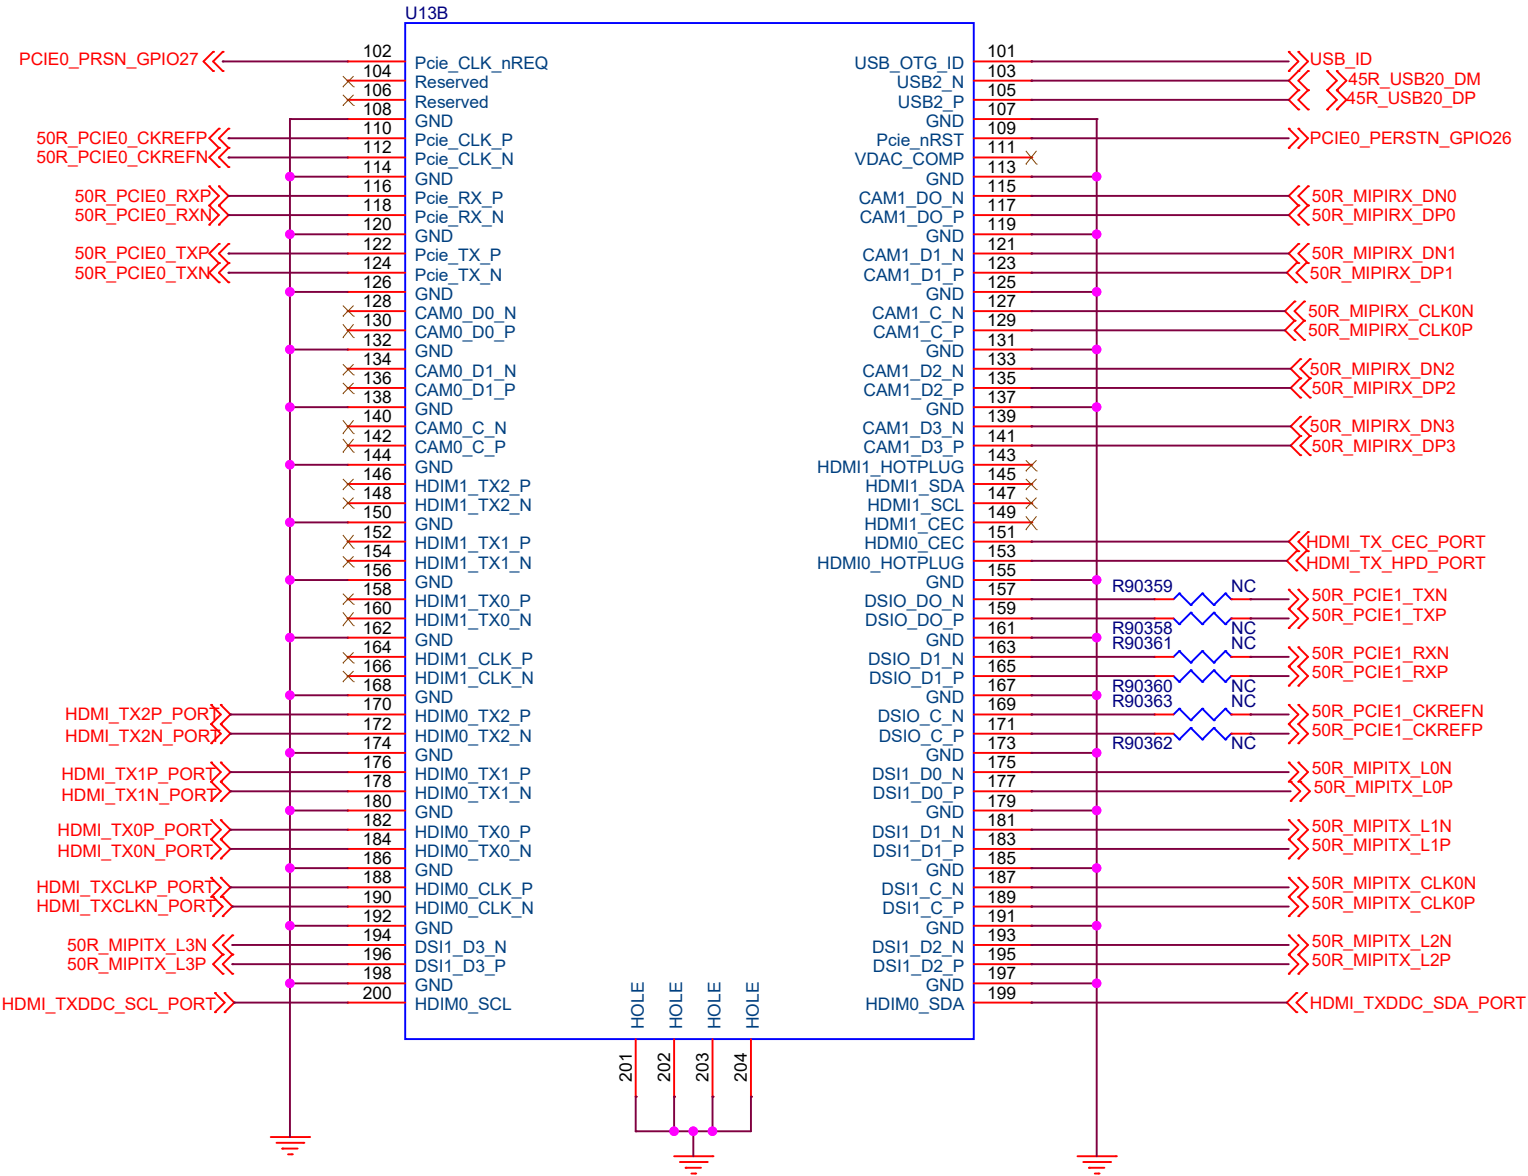 U13B
PCIE0_PRSN_GPIO27 102 Pcie_CLK_nREQ USB_OTG_ID 101 USB_ID
104 Reserved USB2_N 103 45R_USB20_DM
106 Reserved USB2_P 105 45R_USB20_DP
108 GND GND 107
50R_PCIE0_CKREFP 110 Pcie_CLK_P Pcie_nRST 109 PCIE0_PERSTN_GPIO26
50R_PCIE0_CKREFN 112 Pcie_CLK_N VDAC_COMP 111
114 GND GND 113
50R_PCIE0_RXP 116 Pcie_RX_P CAM1_DO_N 115 50R_MIPIRX_DN0
50R_PCIE0_RXN 118 Pcie_RX_N CAM1_DO_P 117 50R_MIPIRX_DP0
120 GND GND 119
50R_PCIE0_TXP 122 Pcie_TX_P CAM1_D1_N 121 50R_MIPIRX_DN1
50R_PCIE0_TXN 124 Pcie_TX_N CAM1_D1_P 123 50R_MIPIRX_DP1
126 GND GND 125
128 CAM0_D0_N CAM1_C_N 127 50R_MIPIRX_CLK0N
130 CAM0_D0_P CAM1_C_P 129 50R_MIPIRX_CLK0P
132 GND GND 131
134 CAM0_D1_N CAM1_D2_N 133 50R_MIPIRX_DN2
136 CAM0_D1_P CAM1_D2_P 135 50R_MIPIRX_DP2
138 GND GND 137
140 CAM0_C_N CAM1_D3_N 139 50R_MIPIRX_DN3
142 CAM0_C_P CAM1_D3_P 141 50R_MIPIRX_DP3
144 GND HDMI1_HOTPLUG 143
146 HDIM1_TX2_P HDMI1_SDA 145
148 HDIM1_TX2_N HDMI1_SCL 147
150 GND HDMI1_CEC 149
152 HDIM1_TX1_P HDMI0_CEC 151 HDMI_TX_CEC_PORT
154 HDIM1_TX1_N HDMI0_HOTPLUG 153 HDMI_TX_HPD_PORT
156 GND GND 155
158 HDIM1_TX0_P DSIO_DO_N 157 R90359 NC 50R_PCIE1_TXN
160 HDIM1_TX0_N DSIO_DO_P 159 R90358 NC 50R_PCIE1_TXP
162 GND GND 161
164 HDIM1_CLK_P DSIO_D1_N 163 R90361 NC 50R_PCIE1_RXN
166 HDIM1_CLK_N DSIO_D1_P 165 R90360 NC 50R_PCIE1_RXP
168 GND GND 167
HDMI_TX2P_PORT 170 HDIM0_TX2_P DSIO_C_N 169 R90363 NC 50R_PCIE1_CKREFN
HDMI_TX2N_PORT 172 HDIM0_TX2_N DSIO_C_P 171 R90362 NC 50R_PCIE1_CKREFP
174 GND GND 173
HDMI_TX1P_PORT 176 HDIM0_TX1_P DSI1_D0_N 175 50R_MIPITX_L0N
HDMI_TX1N_PORT 178 HDIM0_TX1_N DSI1_D0_P 177 50R_MIPITX_L0P
180 GND GND 179
HDMI_TX0P_PORT 182 HDIM0_TX0_P DSI1_D1_N 181 50R_MIPITX_L1N
HDMI_TX0N_PORT 184 HDIM0_TX0_N DSI1_D1_P 183 50R_MIPITX_L1P
186 GND GND 185
HDMI_TXCLKP_PORT 188 HDIM0_CLK_P DSI1_C_N 187 50R_MIPITX_CLK0N
HDMI_TXCLKN_PORT 190 HDIM0_CLK_N DSI1_C_P 189 50R_MIPITX_CLK0P
192 GND GND 191
50R_MIPITX_L3N 194 DSI1_D3_N DSI1_D2_N 193 50R_MIPITX_L2N
50R_MIPITX_L3P 196 DSI1_D3_P DSI1_D2_P 195 50R_MIPITX_L2P
198 GND GND 197
HDMI_TXDDC_SCL_PORT 200 HDIM0_SCL HDIM0_SDA 199 HDMI_TXDDC_SDA_PORT
HOLE HOLE HOLE HOLE
201 202 203 204